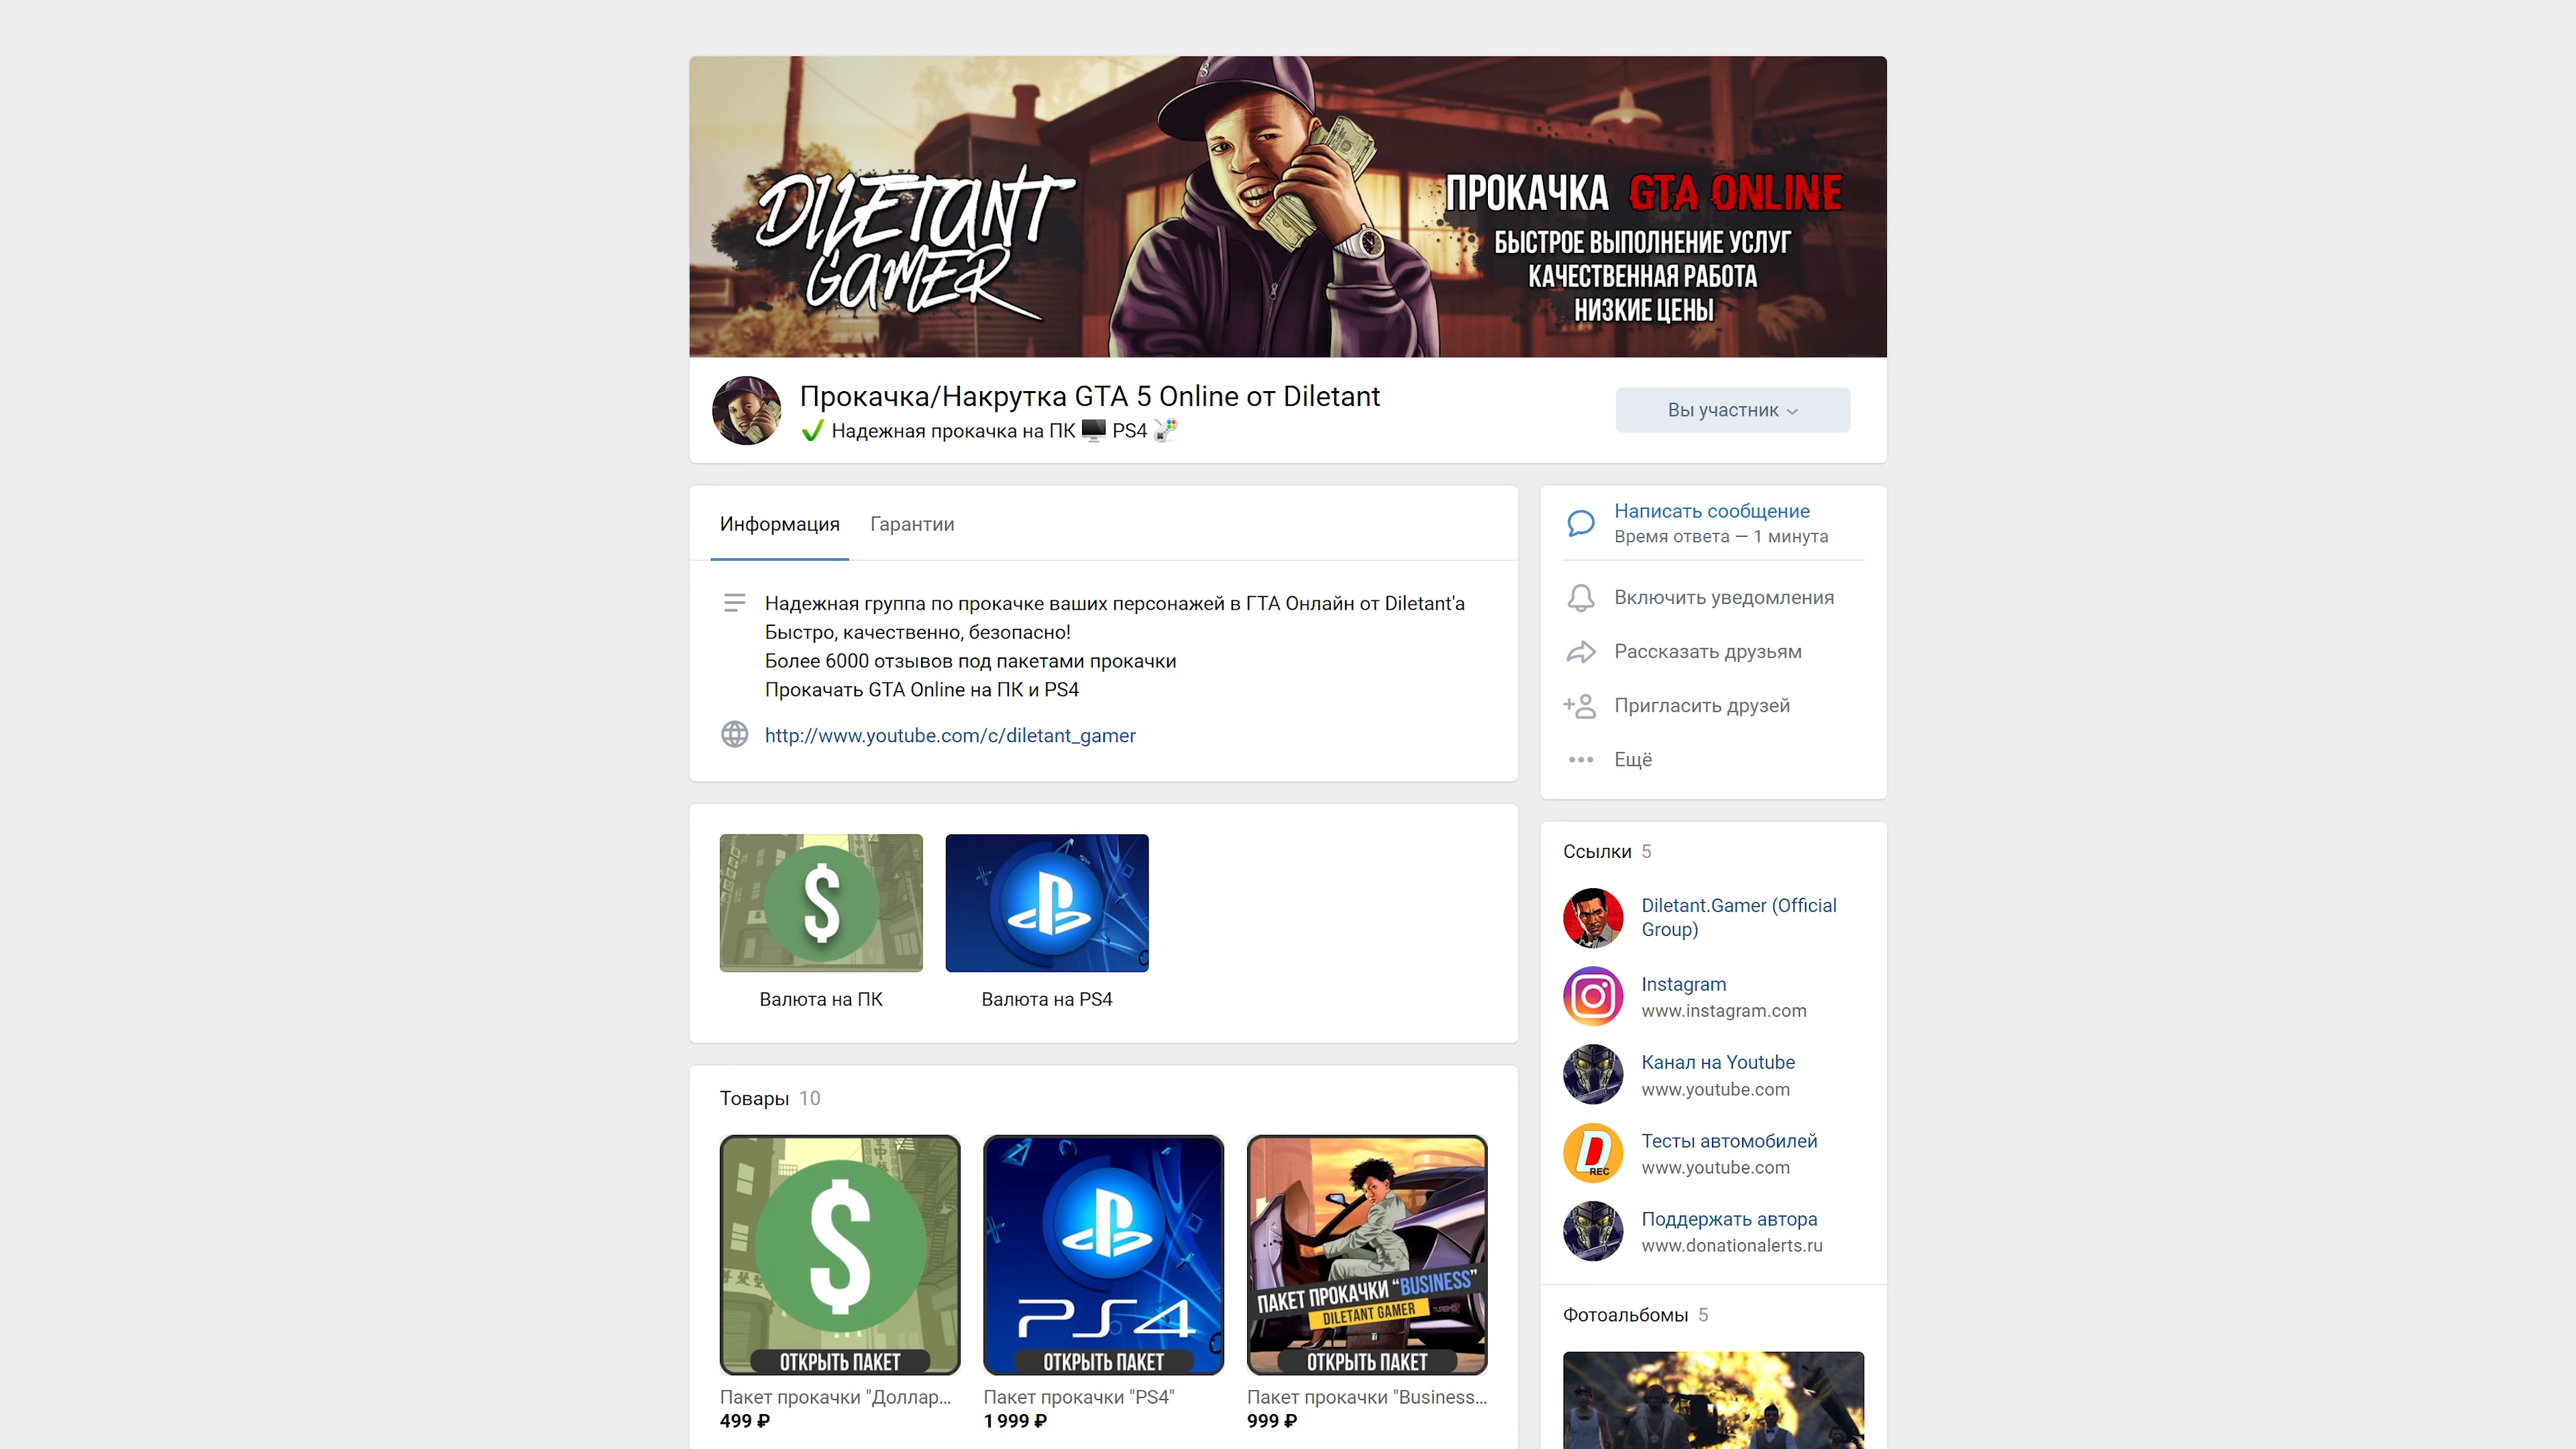 DILETANT
GAMER
ПРОКАЧКА GTA ONLINE
БЫСТРОЕ ВЫПОЛНЕНИЕ УСЛУГ
КАЧЕСТВЕННАЯ РАБОТА
НИЗКИЕ ЦЕНЫ
Прокачка/Накрутка GTA 5 Online от Diletant
Надежная прокачка на ПК PS4
Вы участник
Информация Гарантии
Надежная группа по прокачке ваших персонажей в ГТА Онлайн от Diletant'a
Быстро, качественно, безопасно!
Более 6000 отзывов под пакетами прокачки
Прокачать GTA Online на ПК и PS4
http://www.youtube.com/c/diletant_gamer
Валюта на ПК
Валюта на PS4
Товары 10
ОТКРЫТЬ ПАКЕТ
Пакет прокачки "Доллар...
499 ₽
PS4
ОТКРЫТЬ ПАКЕТ
Пакет прокачки "PS4"
1 999 ₽
ПАКЕТ ПРОКАЧКИ "BUSINESS"
DILETANT GAMER
ОТКРЫТЬ ПАКЕТ
Пакет прокачки "Business...
999 ₽
Написать сообщение
Время ответа — 1 минута
Включить уведомления
Рассказать друзьям
Пригласить друзей
Ещё
Ссылки 5
Diletant.Gamer (Official
Group)
Instagram
www.instagram.com
Канал на Youtube
www.youtube.com
D
REC
Тесты автомобилей
www.youtube.com
Поддержать автора
www.donationalerts.ru
Фотоальбомы 5